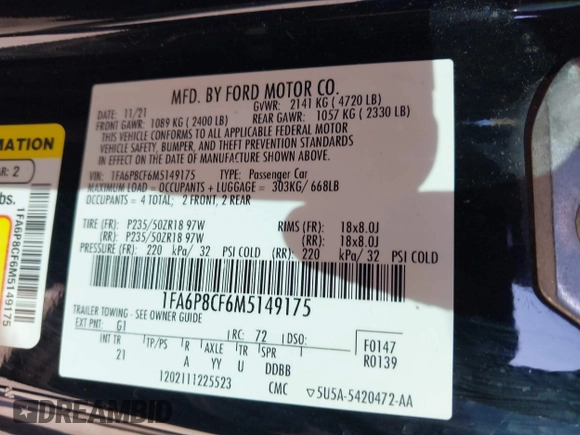 MFD. BY FORD MOTOR CO.
DATE: 11/21 GVWR: 2141 KG ( 4720 LB)
FRONT GAWR: 1089 KG ( 2400 LB) REAR GAWR: 1057 KG ( 2330 LB)
THIS VEHICLE CONFORMS TO ALL APPLICABLE FEDERAL MOTOR
VEHICLE SAFETY, BUMPER, AND THEFT PREVENTION STANDARDS
IN EFFECT ON THE DATE OF MANUFACTURE SHOWN ABOVE.
VIN: 1FA6P8CF6M5149175 TYPE: Passenger Car
MAXIMUM LOAD = OCCUPANTS + LUGGAGE = 303KG/ 668LB
OCCUPANTS = 4 TOTAL; 2 FRONT, 2 REAR
TIRE (FR): P235/50ZR18 97W RIMS (FR): 18x8.0J
(RR): P235/50ZR18 97W (RR): 18x8.0J
PRESSURE (FR): 220 kPa/ 32 PSI COLD (RR): 220 kPa/ 32 PSI COLD
1FA6P8CF6M5149175
TRAILER TOWING - SEE OWNER GUIDE
EXT PNT: G1 RC: 72 DSO: F0147
INT TR TP/PS R AXLE TR SPR R0139
21 A YY U DDBB
1202111225523 CMC 5U5A-5420472-AA
MATION
AR: 2
bs.
1FA6P8CF6M5149175
DREAMBID